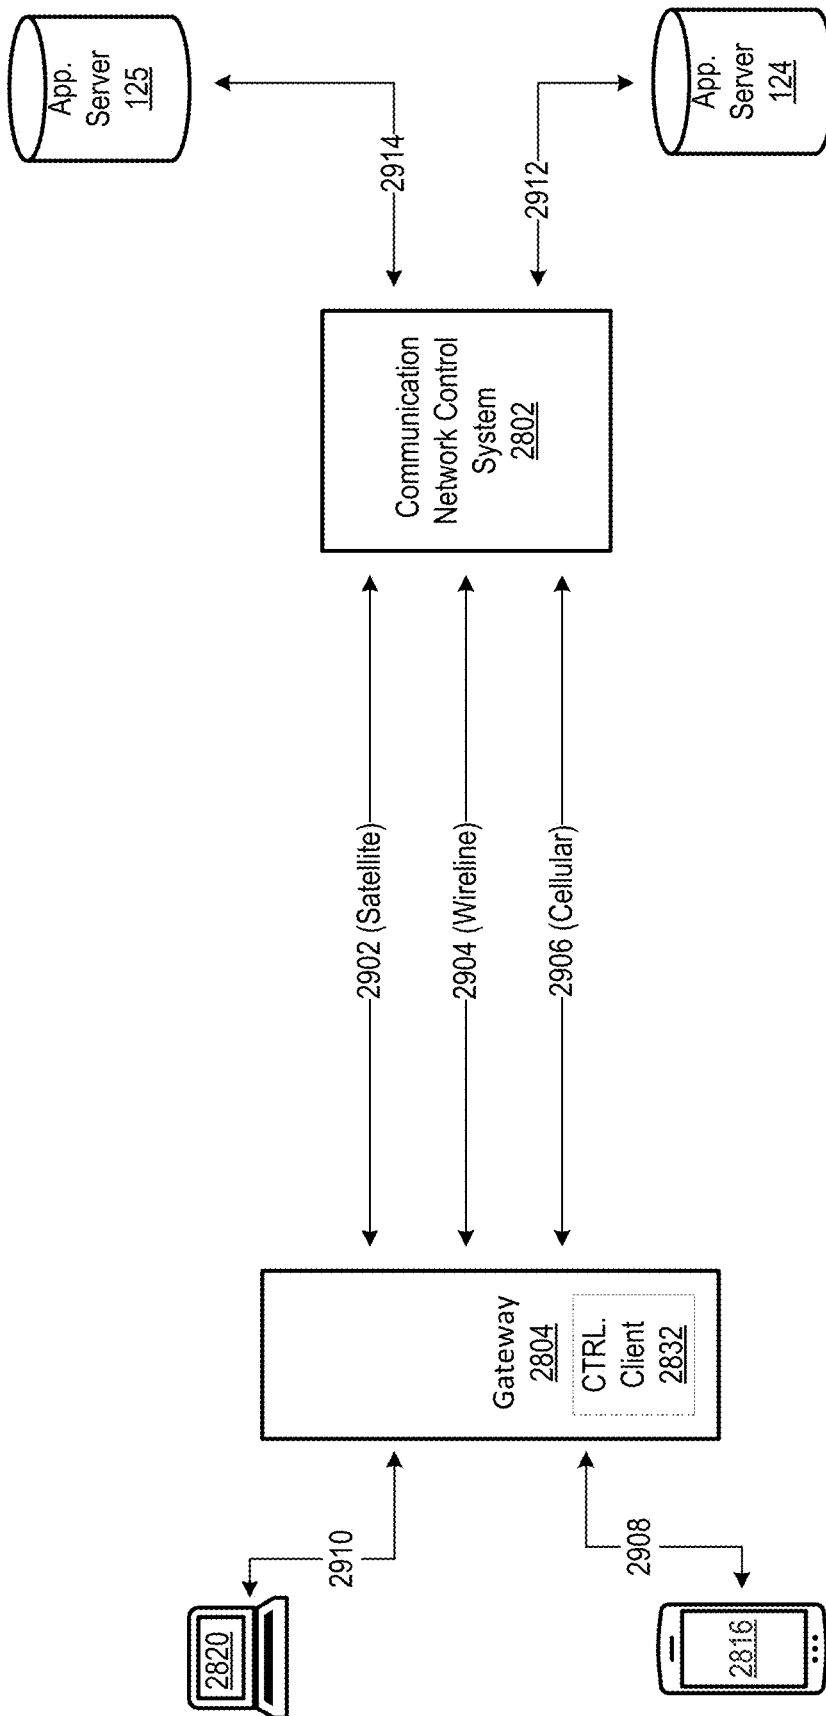 2820
2816
2910
2908
Gateway
2804
CTRL.
Client
2832
2902 (Satellite)
2904 (Wireline)
2906 (Cellular)
Communication
Network Control
System
2802
2914
2912
App.
Server
125
App.
Server
124